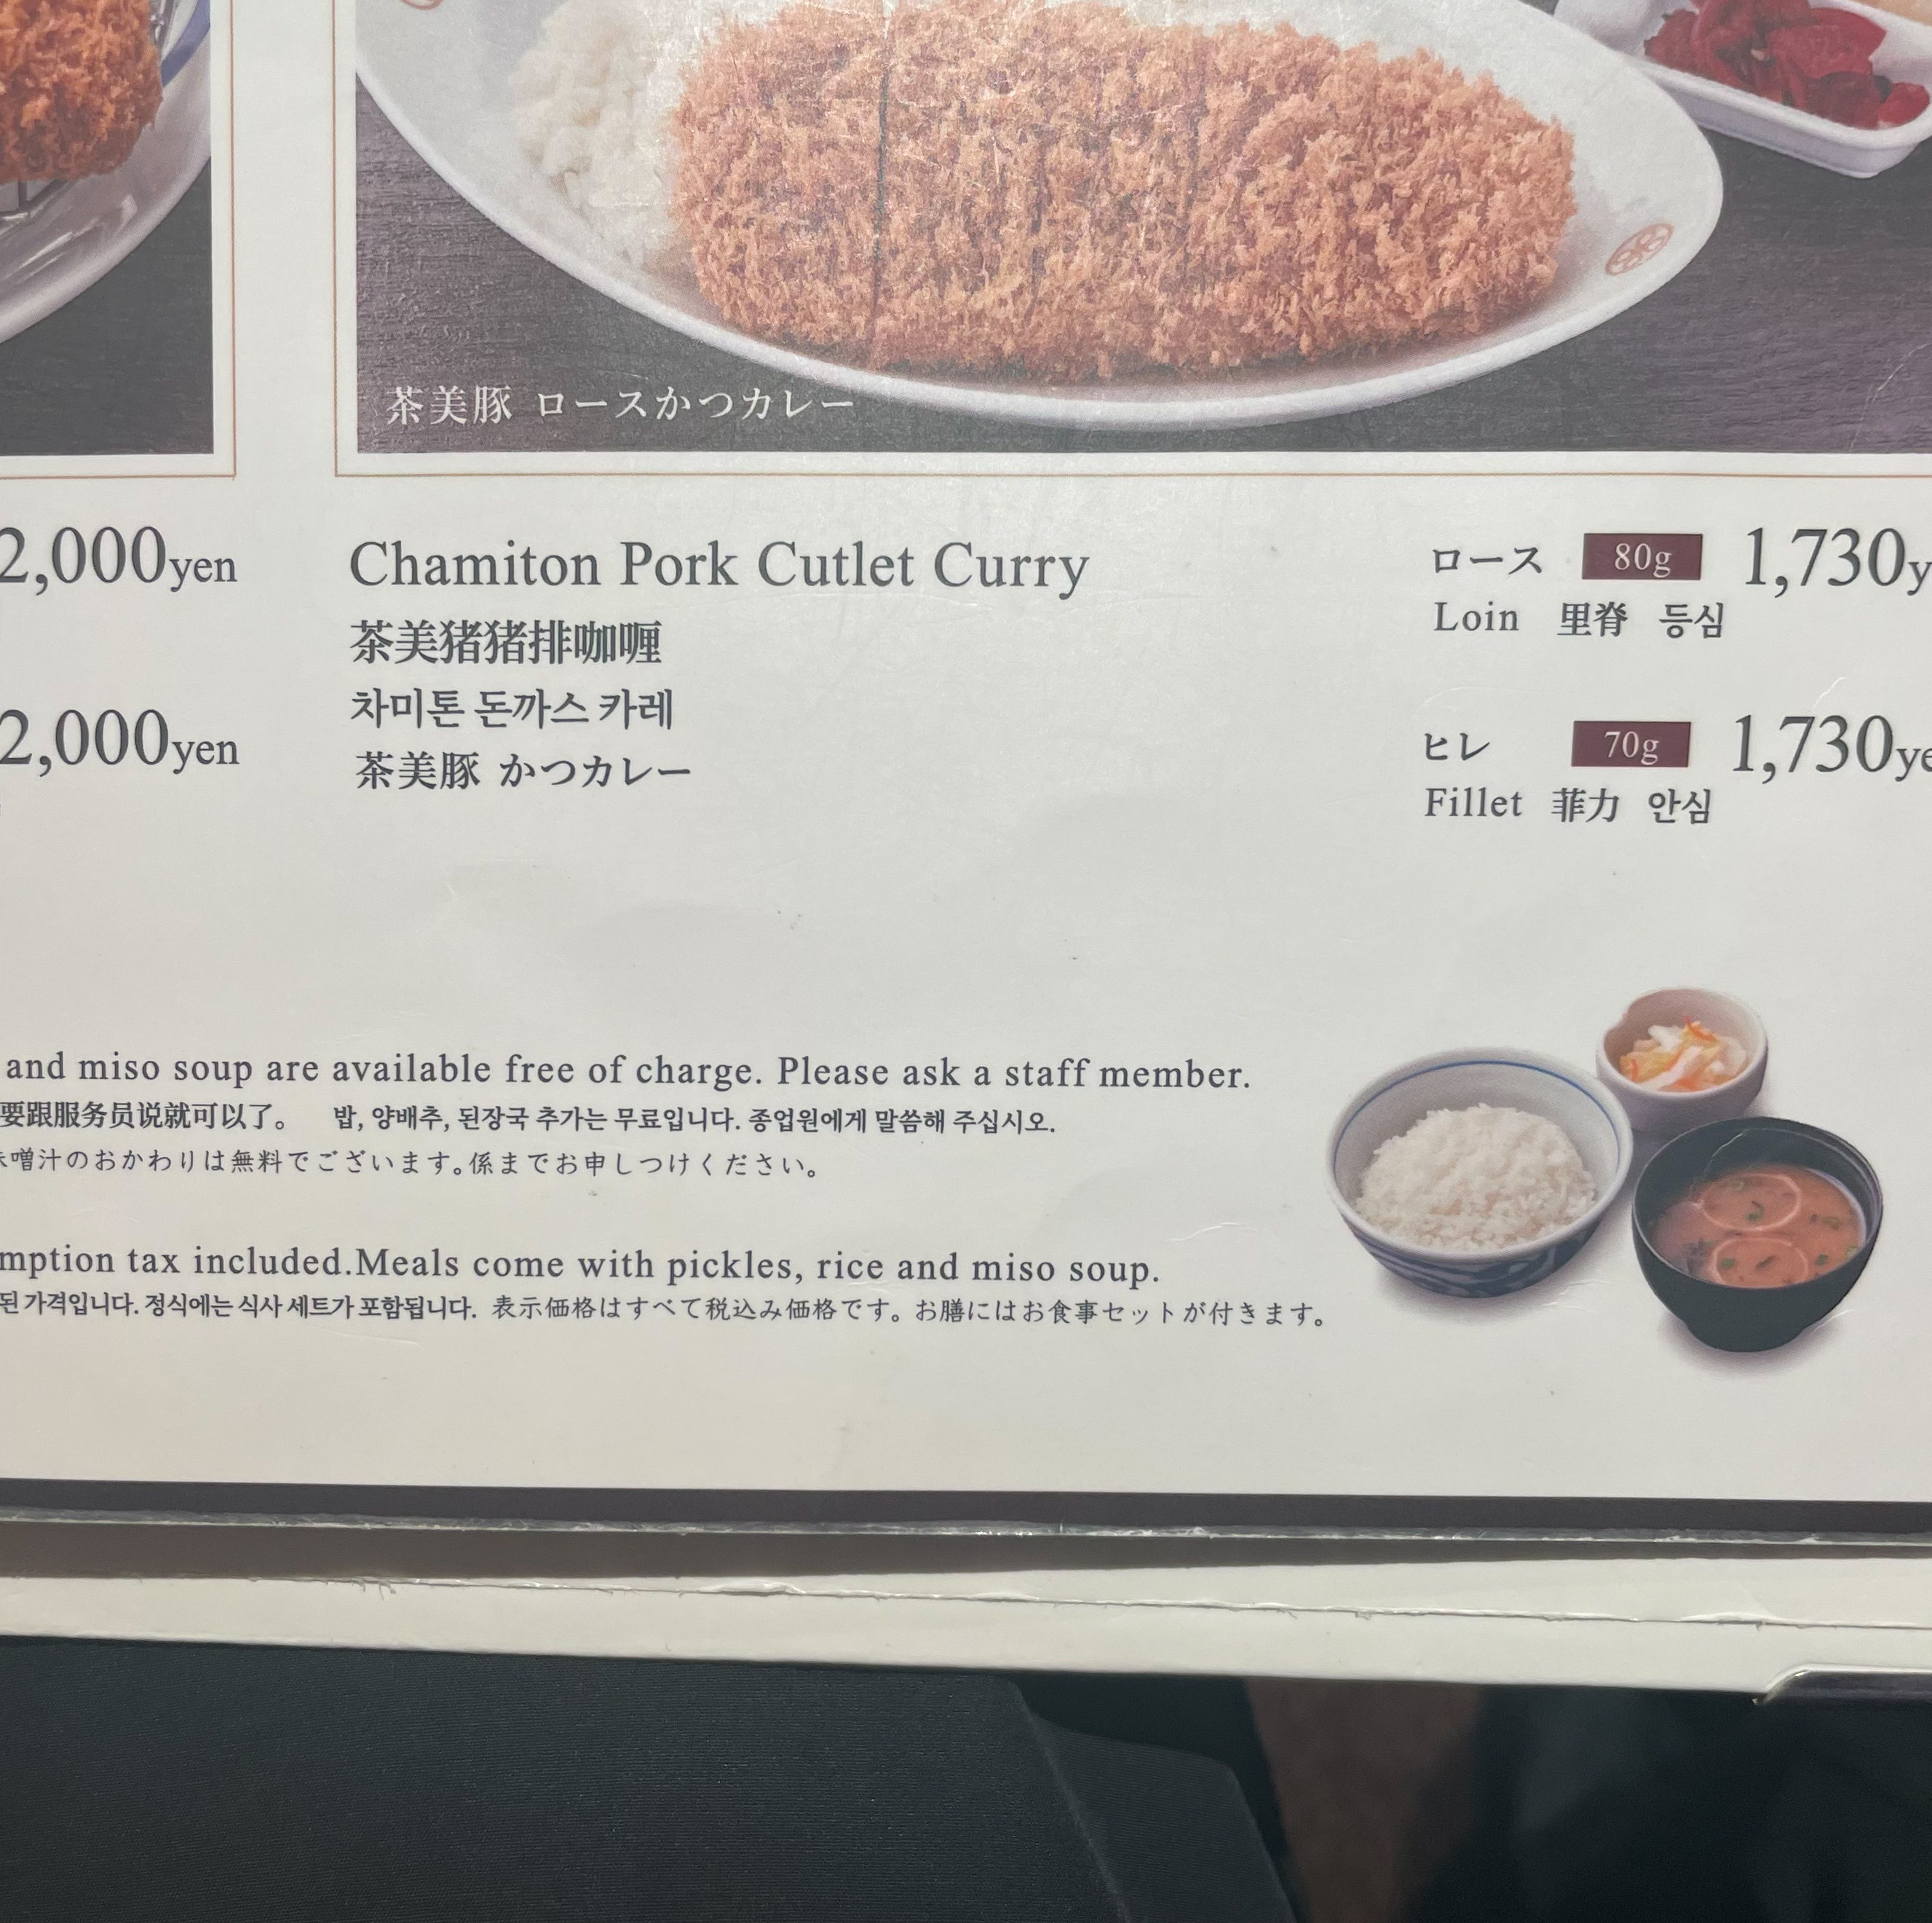 茶美豚 ロースかつカレー
2,000yen
Chamiton Pork Cutlet Curry
茶美猪猪排咖喱
차미톤 돈까스 카레
茶美豚 かつカレー
ロース 80g 1,730y
Loin 里脊 등심
2,000yen
ヒレ 70g 1,730ye
Fillet 菲力 안심
and miso soup are available free of charge. Please ask a staff member.
要跟服务员说就可以了。 밥, 양배추, 된장국 추가는 무료입니다. 종업원에게 말씀해 주십시오.
噌汁のおかわりは無料でございます。係までお申しつけください。
mption tax included.Meals come with pickles, rice and miso soup.
된 가격입니다. 정식에는 식사 세트가 포함됩니다. 表示価格はすべて税込み価格です。お膳にはお食事セットが付きます。